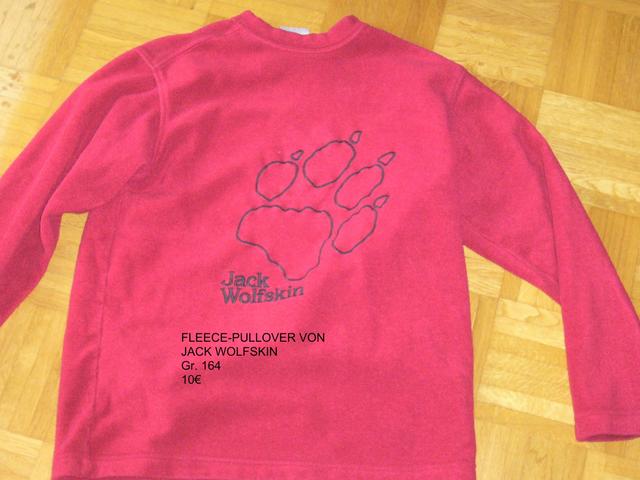 Jack
Wolfskin
FLEECE-PULLOVER VON
JACK WOLFSKIN
Gr. 164
10€